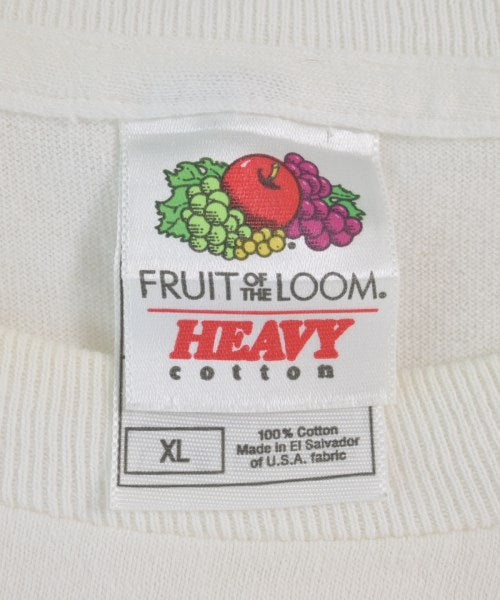 FRUIT OF THE LOOM®
HEAVY
cotton
XL
100% Cotton
Made in El Salvador
of U.S.A. fabric